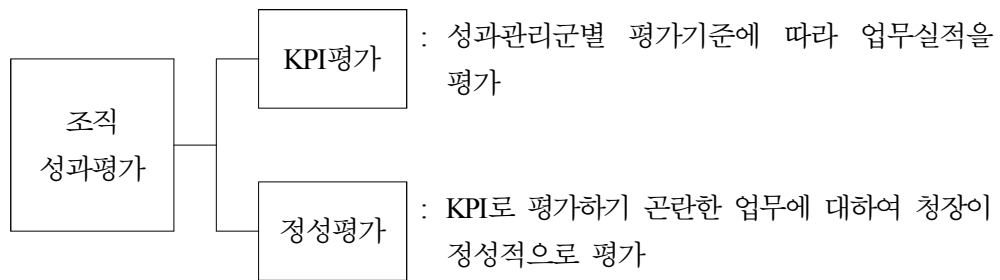 KPI평가
: 성과관리군별 평가기준에 따라 업무실적을
평가
조직
성과평가
정성평가
: KPI로 평가하기 곤란한 업무에 대하여 청장이
정성적으로 평가